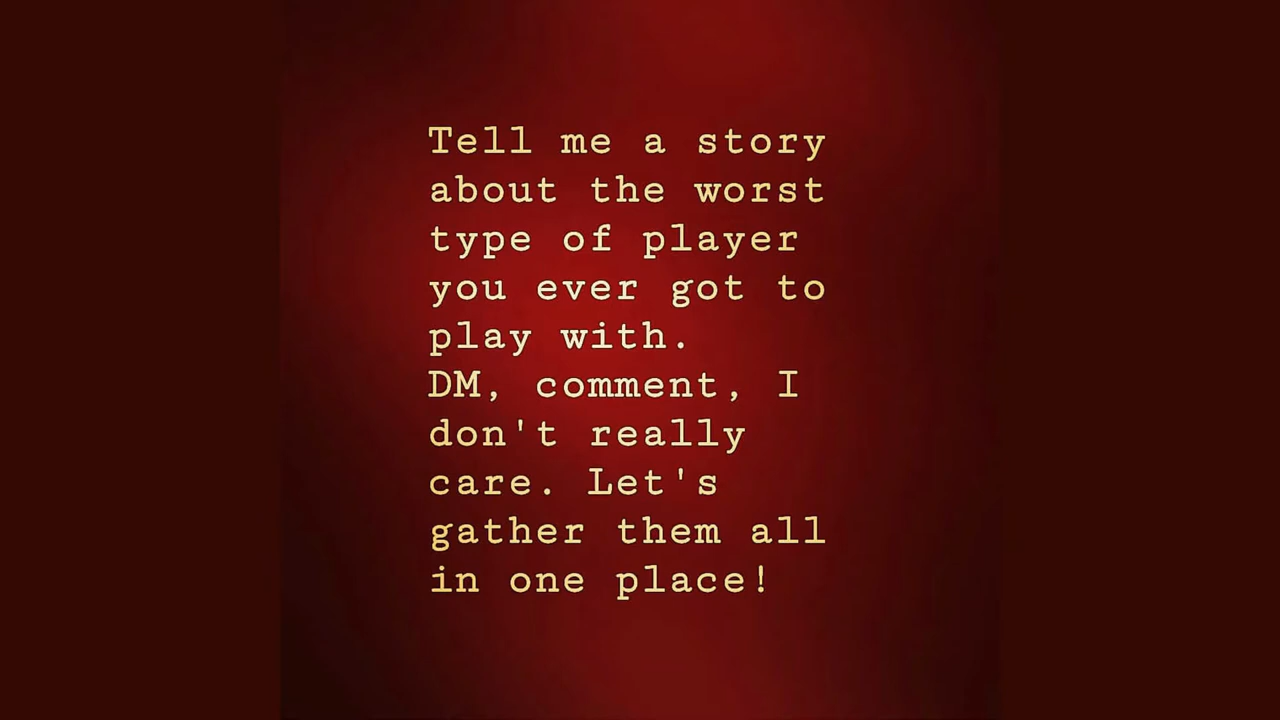 Tell me a story
about the worst
type of player
you ever got to
play with.
DM, comment, I
don't really
care. Let's
gather them all
in one place!